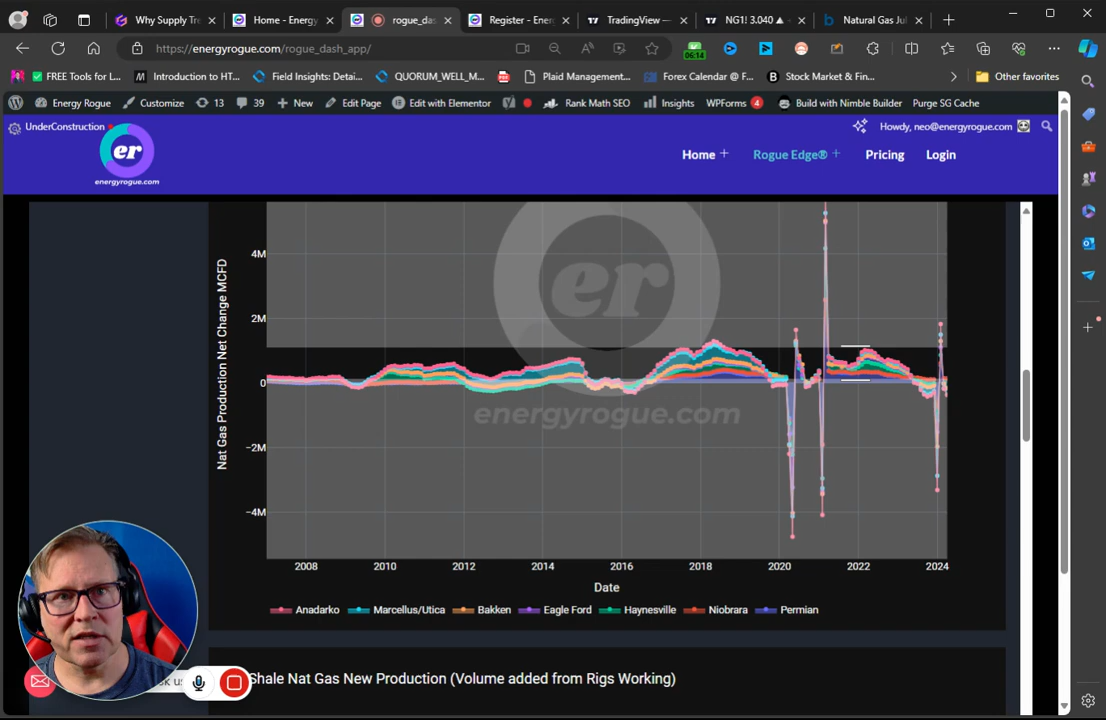 Why Supply Tre
Home - Energy
rogue_das
Register - Ener
TradingView —
NG1! 3.040 ▲
Natural Gas Jul
https://energyrogue.com/rogue_dash_app/
06:14
FREE Tools for L...
Introduction to HT...
Field Insights: Detai...
QUORUM_WELL_M...
Plaid Management...
Forex Calendar @ F...
Stock Market & Fin...
Other favorites
Energy Rogue
Customize
13
39
New
Edit Page
Edit with Elementor
Rank Math SEO
Insights
WPForms 4
Build with Nimble Builder
Purge SG Cache
UnderConstruction
Howdy, neo@energyrogue.com
er
energyrogue.com
Home +
Rogue Edge® +
Pricing
Login
Nat Gas Production Net Change MCFD
4M
2M
0
−2M
−4M
er
energyrogue.com
2008 2010 2012 2014 2016 2018 2020 2022 2024
Date
Anadarko Marcellus/Utica Bakken Eagle Ford Haynesville Niobrara Permian
k us
Shale Nat Gas New Production (Volume added from Rigs Working)